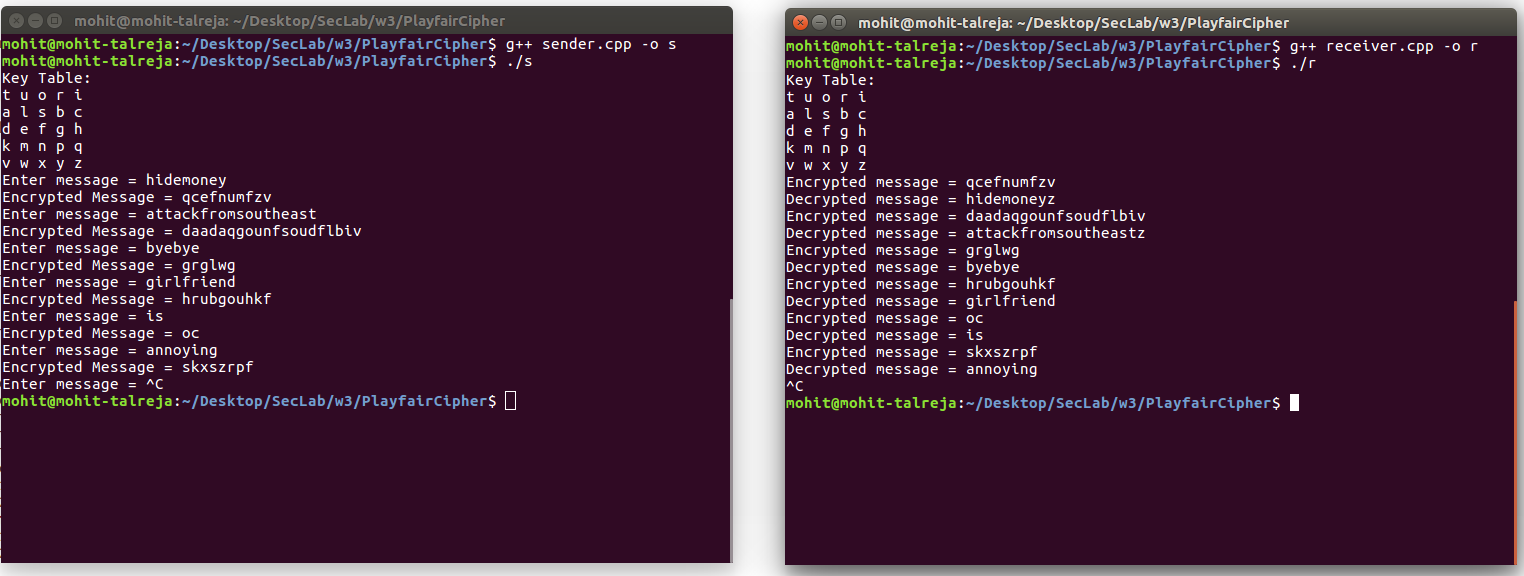 mohit@mohit-talreja: ~/Desktop/SecLab/w3/PlayfairCipher
mohit@mohit-talreja:~/Desktop/SecLab/w3/PlayfairCipher$ g++ sender.cpp -o s
mohit@mohit-talreja:~/Desktop/SecLab/w3/PlayfairCipher$ ./s
Key Table:
t u o r i
a l s b c
d e f g h
k m n p q
v w x y z
Enter message = hidemoney
Encrypted Message = qcefnumfzv
Enter message = attackfromsoutheast
Encrypted Message = daadaqgounfsoudflbiv
Enter message = byebye
Encrypted Message = grglwg
Enter message = girlfriend
Encrypted Message = hrubgouhkf
Enter message = is
Encrypted Message = oc
Enter message = annoying
Encrypted Message = skxszrpf
Enter message = ^C
mohit@mohit-talreja:~/Desktop/SecLab/w3/PlayfairCipher$
mohit@mohit-talreja: ~/Desktop/SecLab/w3/PlayfairCipher
mohit@mohit-talreja:~/Desktop/SecLab/w3/PlayfairCipher$ g++ receiver.cpp -o r
mohit@mohit-talreja:~/Desktop/SecLab/w3/PlayfairCipher$ ./r
Key Table:
t u o r i
a l s b c
d e f g h
k m n p q
v w x y z
Encrypted message = qcefnumfzv
Decrypted message = hidemoneyz
Encrypted message = daadaqgounfsoudflbiv
Decrypted message = attackfromsoutheastz
Encrypted message = grglwg
Decrypted message = byebye
Encrypted message = hrubgouhkf
Decrypted message = girlfriend
Encrypted message = oc
Decrypted message = is
Encrypted message = skxszrpf
Decrypted message = annoying
^C
mohit@mohit-talreja:~/Desktop/SecLab/w3/PlayfairCipher$